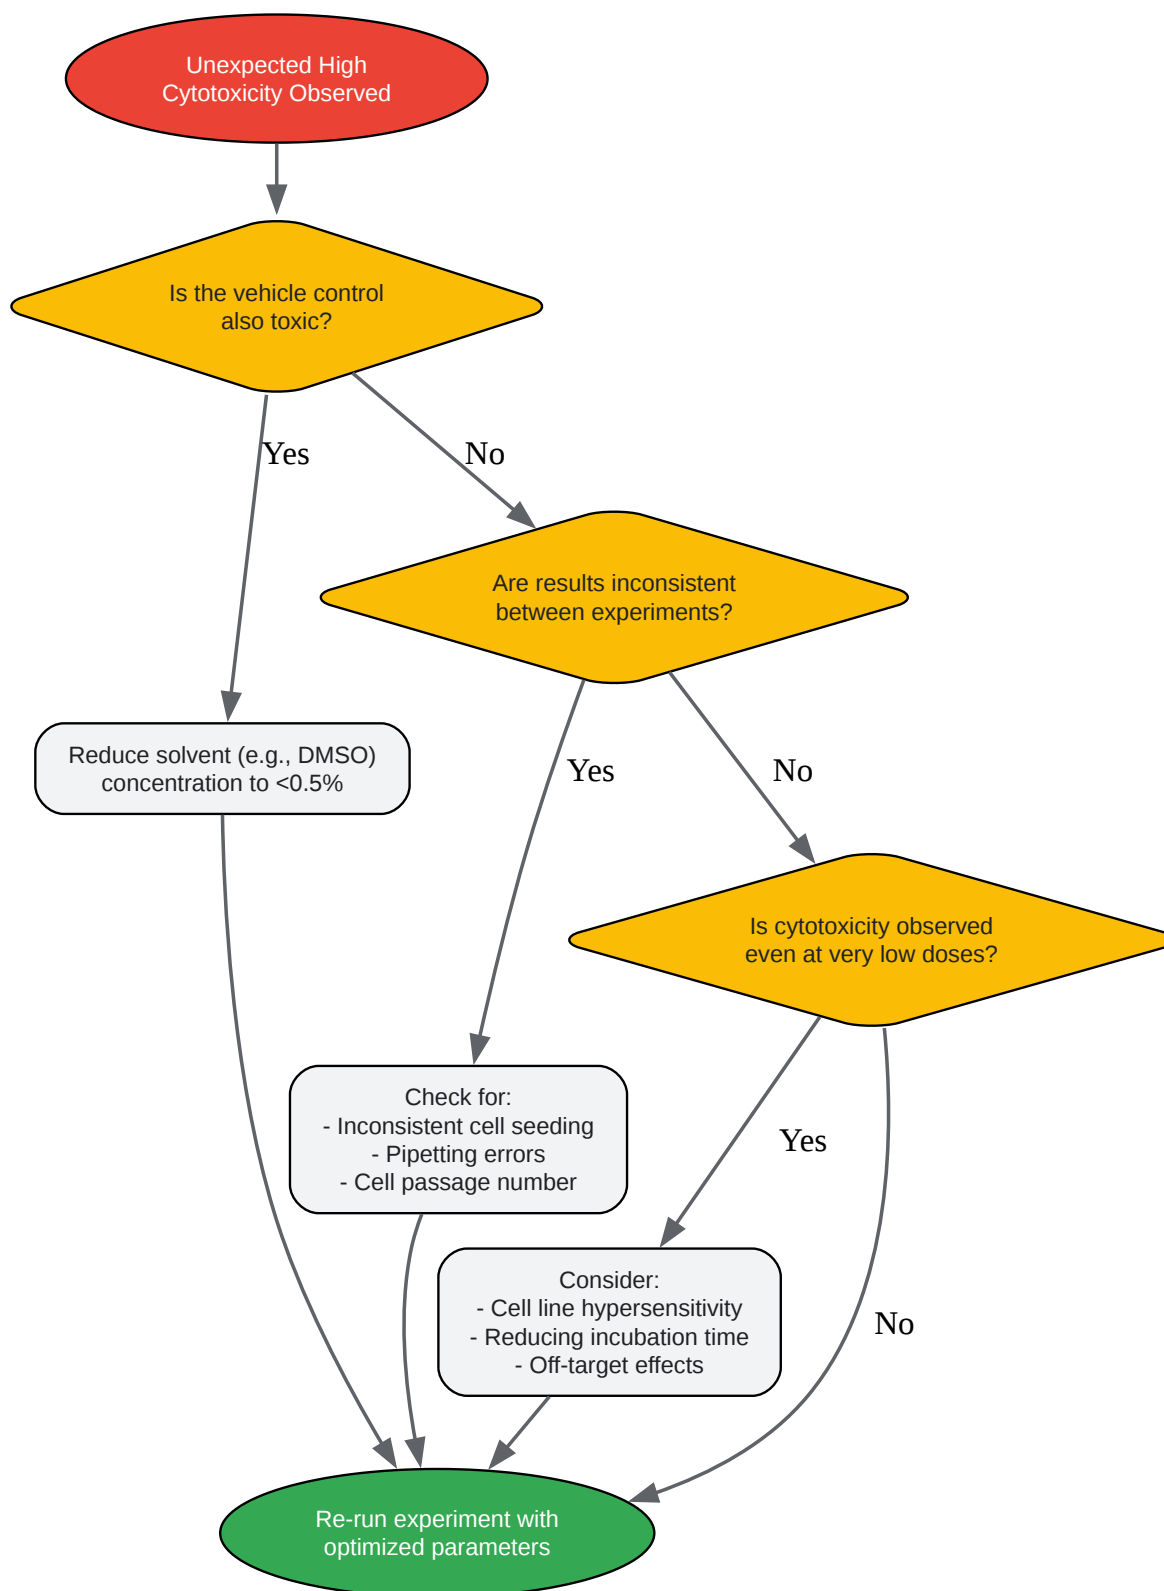 Unexpected High
Cytotoxicity Observed
Is the vehicle control
also toxic?
Yes
No
Are results inconsistent
between experiments?
Reduce solvent (e.g., DMSO)
concentration to <0.5%
Yes
No
Is cytotoxicity observed
even at very low doses?
Check for:
- Inconsistent cell seeding
- Pipetting errors
- Cell passage number
Yes
Consider:
- Cell line hypersensitivity
- Reducing incubation time
- Off-target effects
No
Re-run experiment with
optimized parameters